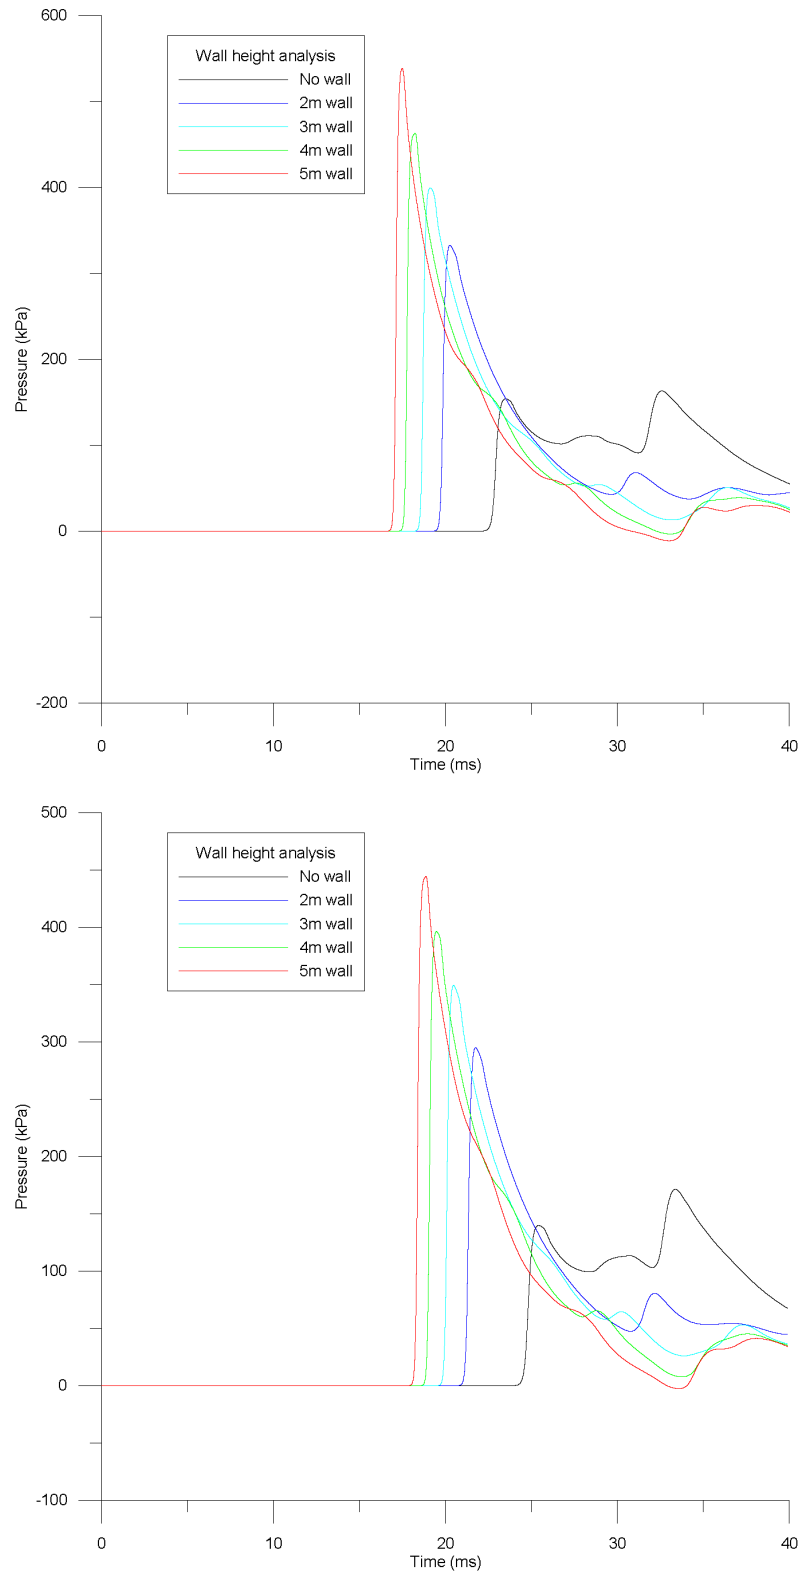 600
Wall height analysis
No wall
2m wall
3m wall
4m wall
5m wall
400
200
0
-200
Pressure (kPa)
0 10 20 30 40
Time (ms)
500
Wall height analysis
No wall
2m wall
3m wall
4m wall
5m wall
400
300
200
100
0
-100
Pressure (kPa)
0 10 20 30 40
Time (ms)